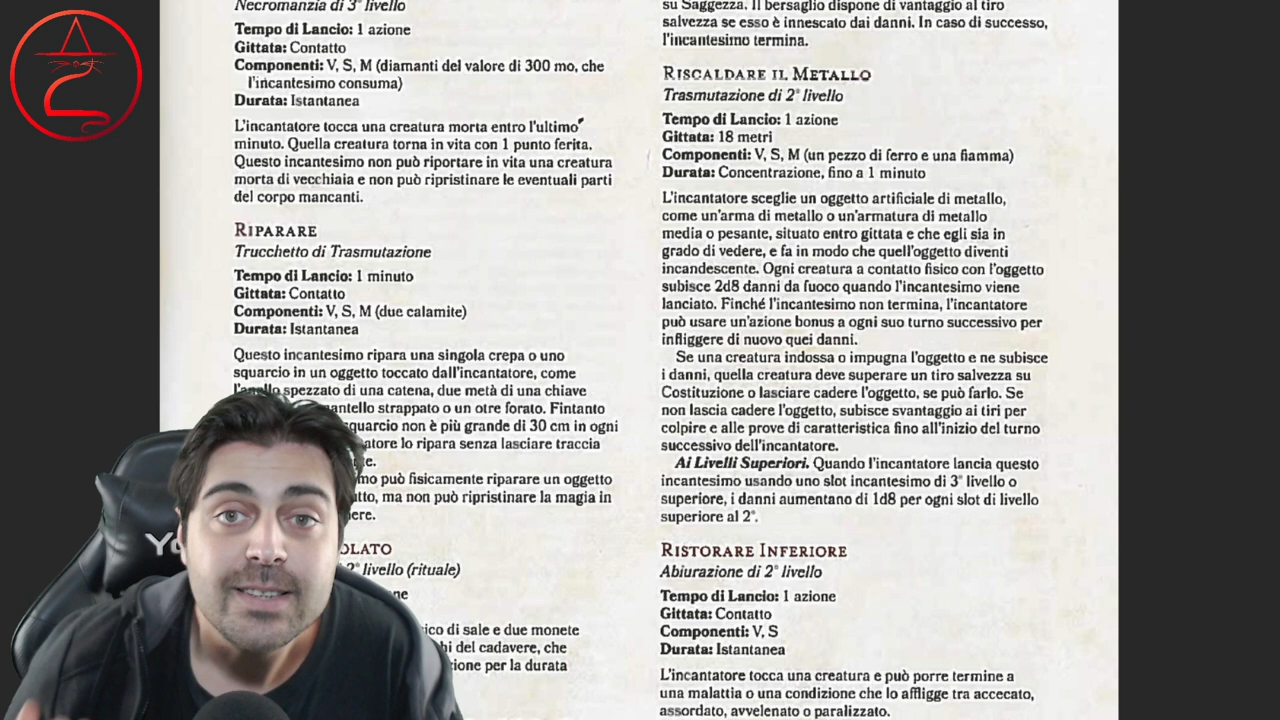 Necromanzia di 3° livello
Tempo di Lancio: 1 azione
Gittata: Contatto
Componenti: V, S, M (diamanti del valore di 300 mo, che
l'incantesimo consuma)
Durata: Istantanea
L'incantatore tocca una creatura morta entro l'ultimo
minuto. Quella creatura torna in vita con 1 punto ferita.
Questo incantesimo non può riportare in vita una creatura
morta di vecchiaia e non può ripristinare le eventuali parti
del corpo mancanti.
Riparare
Trucchetto di Trasmutazione
Tempo di Lancio: 1 minuto
Gittata: Contatto
Componenti: V, S, M (due calamite)
Durata: Istantanea
Questo incantesimo ripara una singola crepa o uno
squarcio in un oggetto toccato dall'incantatore, come
l'anello spezzato di una catena, due metà di una chiave
mantello strappato o un otre forato. Fintanto
squarcio non è più grande di 30 cm in ogni
atore lo ripara senza lasciare traccia
te.
mo può fisicamente riparare un oggetto
atto, ma non può ripristinare la magia in
ere.
olato
2° livello (rituale)
ne
ico di sale e due monete
hi del cadavere, che
ione per la durata
su Saggezza. Il bersaglio dispone di vantaggio al tiro
salvezza se esso è innescato dai danni. In caso di successo,
l'incantesimo termina.
Riscaldare il Metallo
Trasmutazione di 2° livello
Tempo di Lancio: 1 azione
Gittata: 18 metri
Componenti: V, S, M (un pezzo di ferro e una fiamma)
Durata: Concentrazione, fino a 1 minuto
L'incantatore sceglie un oggetto artificiale di metallo,
come un'arma di metallo o un'armatura di metallo
media o pesante, situato entro gittata e che egli sia in
grado di vedere, e fa in modo che quell'oggetto diventi
incandescente. Ogni creatura a contatto fisico con l'oggetto
subisce 2d8 danni da fuoco quando l'incantesimo viene
lanciato. Finché l'incantesimo non termina, l'incantatore
può usare un'azione bonus a ogni suo turno successivo per
infliggere di nuovo quei danni.
Se una creatura indossa o impugna l'oggetto e ne subisce
i danni, quella creatura deve superare un tiro salvezza su
Costituzione o lasciare cadere l'oggetto, se può farlo. Se
non lascia cadere l'oggetto, subisce svantaggio ai tiri per
colpire e alle prove di caratteristica fino all'inizio del turno
successivo dell'incantatore.
Ai Livelli Superiori. Quando l'incantatore lancia questo
incantesimo usando uno slot incantesimo di 3° livello o
superiore, i danni aumentano di 1d8 per ogni slot di livello
superiore al 2°.
Ristorare Inferiore
Abiurazione di 2° livello
Tempo di Lancio: 1 azione
Gittata: Contatto
Componenti: V, S
Durata: Istantanea
L'incantatore tocca una creatura e può porre termine a
una malattia o una condizione che lo affligge tra accecato,
assordato, avvelenato o paralizzato.